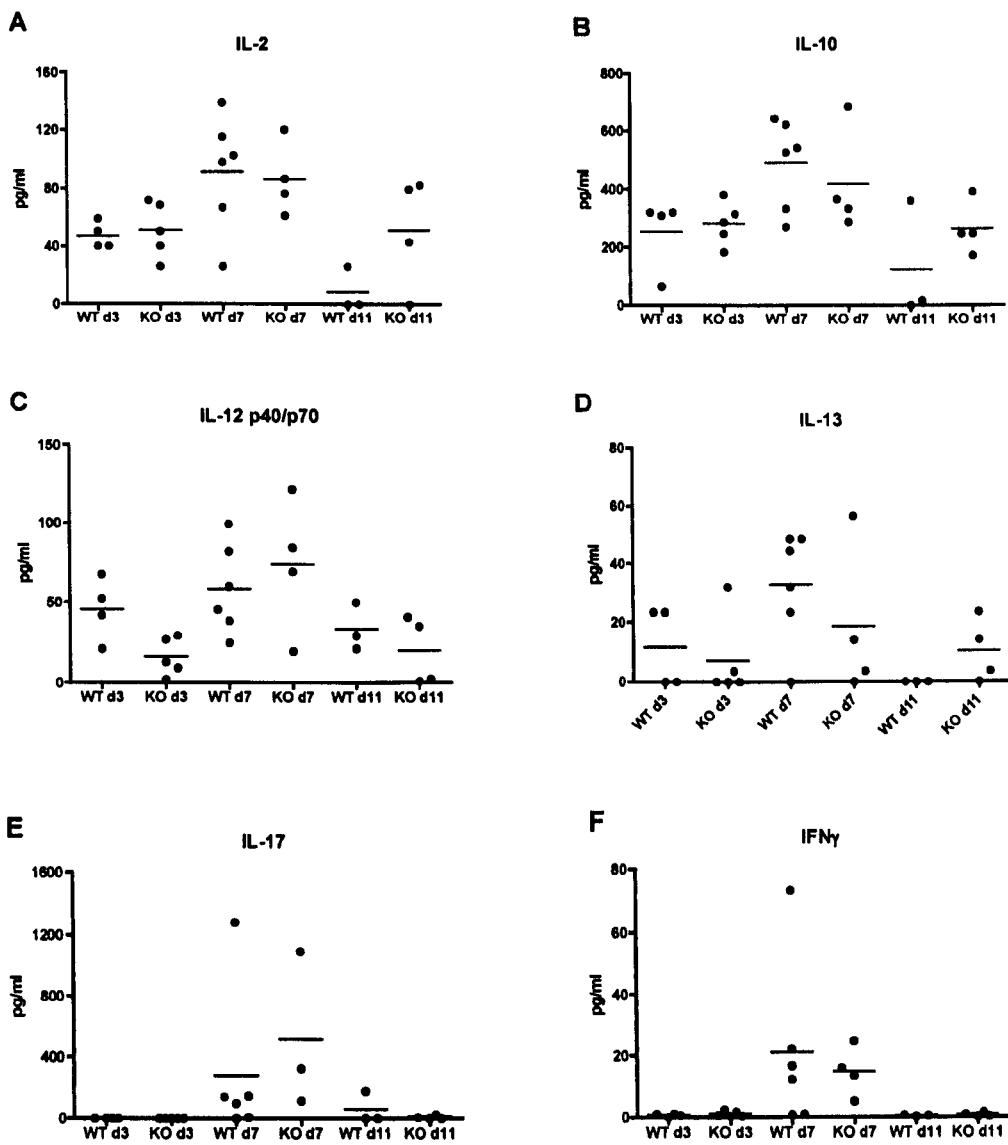 A
IL-2
160
120
80
40
0
pg/ml
WT d3 KO d3 WT d7 KO d7 WT d11 KO d11
B
IL-10
800
600
400
200
0
pg/ml
WT d3 KO d3 WT d7 KO d7 WT d11 KO d11
C
IL-12 p40/p70
150
100
50
0
pg/ml
WT d3 KO d3 WT d7 KO d7 WT d11 KO d11
D
IL-13
80
60
40
20
0
pg/ml
WT d3 KO d3 WT d7 KO d7 WT d11 KO d11
E
IL-17
1600
1200
800
400
0
pg/ml
WT d3 KO d3 WT d7 KO d7 WT d11 KO d11
F
IFNγ
80
60
40
20
0
pg/ml
WT d3 KO d3 WT d7 KO d7 WT d11 KO d11